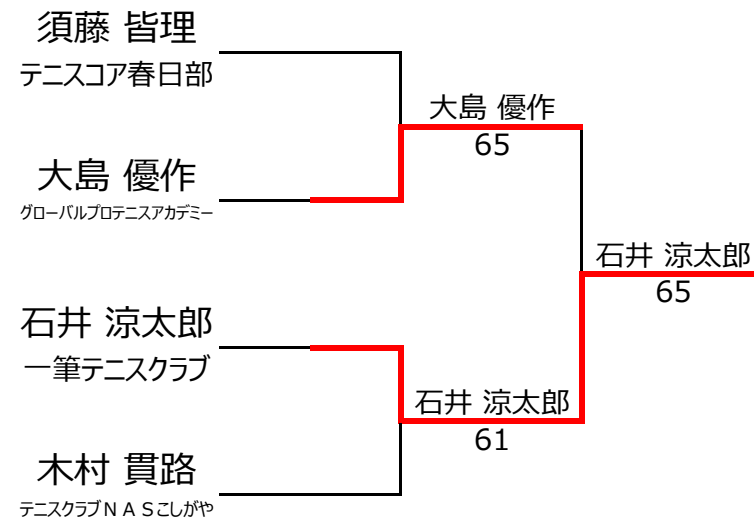 須藤 皆理
テニスコア春日部
大島 優作
65
大島 優作
グローバルプロテニスアカデミー
石井 涼太郎
65
石井 涼太郎
一筆テニスクラブ
石井 涼太郎
61
木村 貫路
テニスクラブＮＡＳこしがや